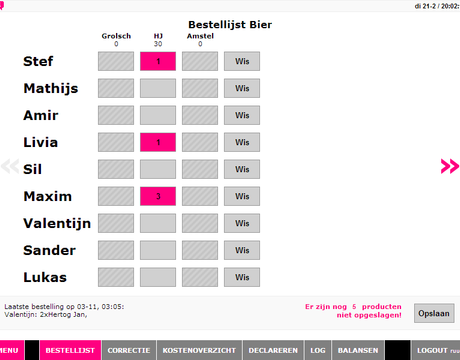 di 21-2 / 20:02:
Bestellijst Bier
Grolsch HJ Amstel
0 30 0
Stef 1 Wis
Mathijs Wis
Amir Wis
Livia 1 Wis
Sil Wis
« »
Maxim 3 Wis
Valentijn Wis
Sander Wis
Lukas Wis
Laatste bestelling op 03-11, 03:05:
Valentijn: 2xHertog Jan,
Er zijn nog 5 producten
niet opgeslagen!
Opslaan
MENU BESTELLIJST CORRECTIE KOSTENOVERZICHT DECLAREREN LOG BALANSEN LOGOUT